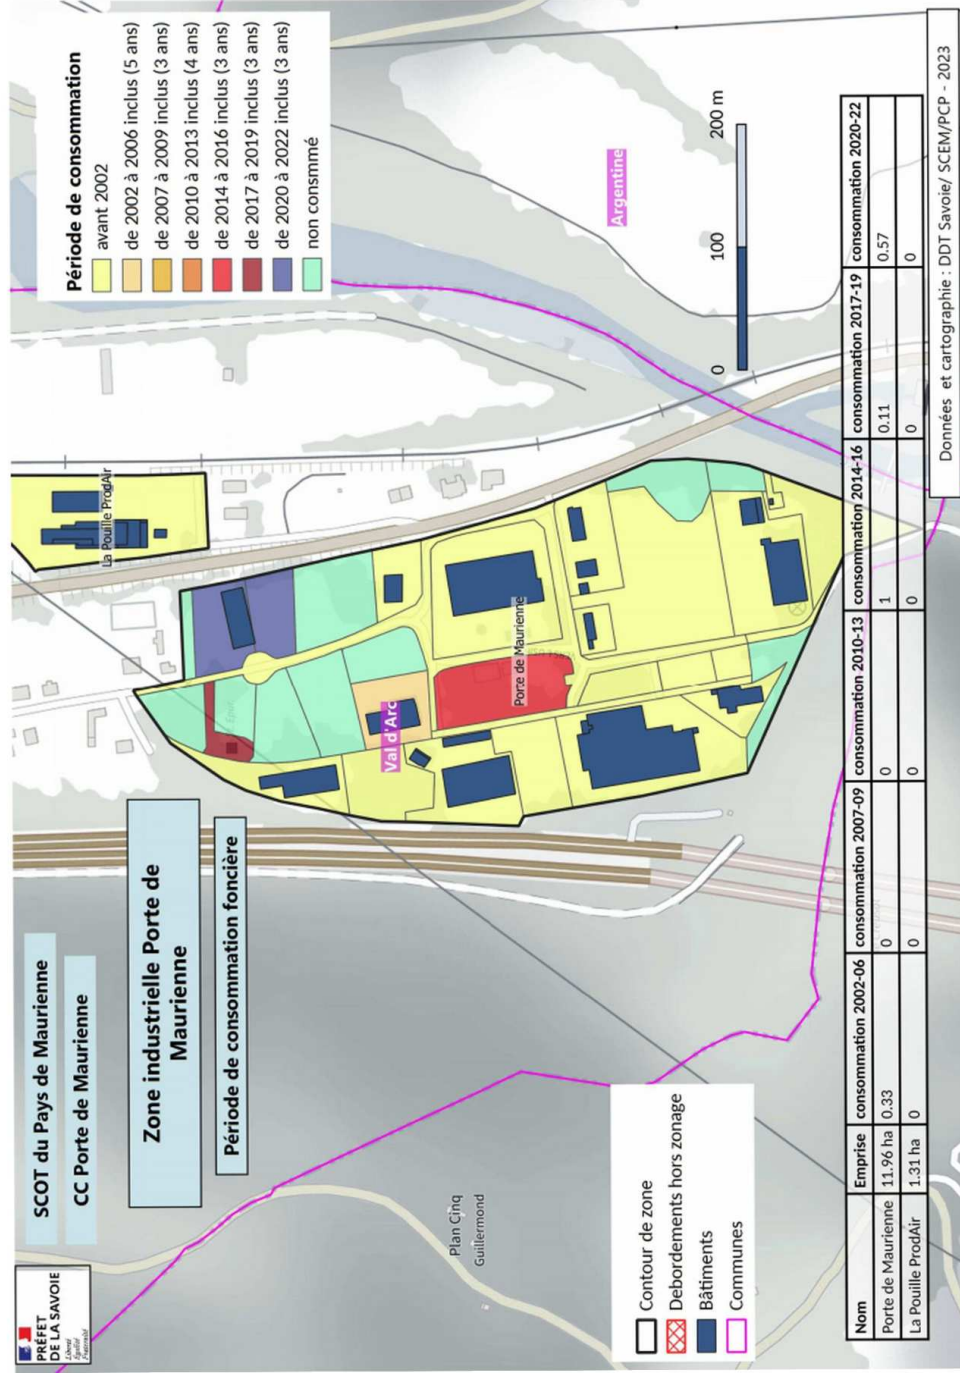 PRÉFET
DE LA SAVOIE
Liberté
Égalité
Fraternité
SCOT du Pays de Maurienne
CC Porte de Maurienne
Zone industrielle Porte de
Maurienne
Période de consommation foncière
Période de consommation
avant 2002
de 2002 à 2006 inclus (5 ans)
de 2007 à 2009 inclus (3 ans)
de 2010 à 2013 inclus (4 ans)
de 2014 à 2016 inclus (3 ans)
de 2017 à 2019 inclus (3 ans)
de 2020 à 2022 inclus (3 ans)
non consmmé
La Pouille ProdAir
Val d'Arc
Porte de Maurienne
Argentine
Plan Cinq
Guillermond
0 100 200 m
Contour de zone
Debordements hors zonage
Bâtiments
Communes
Nom Emprise consommation 2002-06 consommation 2007-09 consommation 2010-13 consommation 2014-16 consommation 2017-19 consommation 2020-22
Porte de Maurienne 11.96 ha 0.33 0 0 1 0.11 0.57
La Pouille ProdAir 1.31 ha 0 0 0 0 0 0
Données et cartographie : DDT Savoie/ SCEM/PCP - 2023